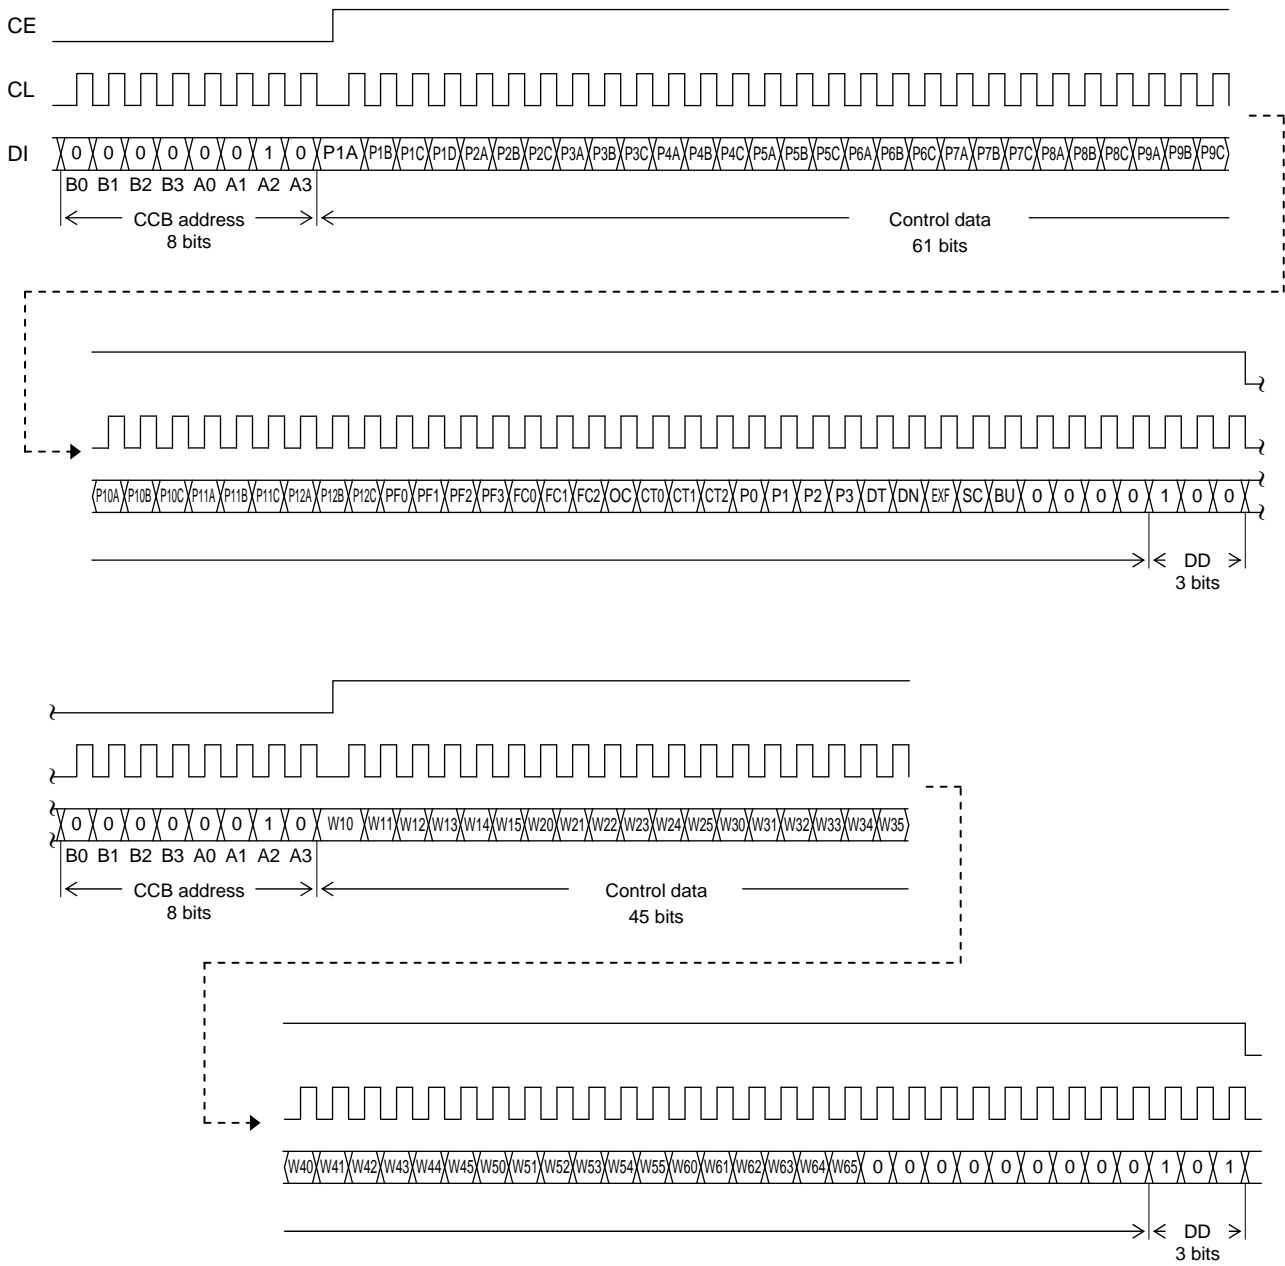 CE
CL
DI 0 0 0 0 0 0 1 0 P1A P1B P1C P1D P2A P2B P2C P3A P3B P3C P4A P4B P4C P5A P5B P5C P6A P6B P6C P7A P7B P7C P8A P8B P8C P9A P9B P9C
B0 B1 B2 B3 A0 A1 A2 A3
CCB address
8 bits
Control data
61 bits
P10A P10B P10C P11A P11B P11C P12A P12B P12C PF0 PF1 PF2 PF3 FC0 FC1 FC2 OC CT0 CT1 CT2 P0 P1 P2 P3 DT DN EXF SC BU 0 0 0 0 1 0 0
DD
3 bits
0 0 0 0 0 0 1 0 W10 W11 W12 W13 W14 W15 W20 W21 W22 W23 W24 W25 W30 W31 W32 W33 W34 W35
B0 B1 B2 B3 A0 A1 A2 A3
CCB address
8 bits
Control data
45 bits
W40 W41 W42 W43 W44 W45 W50 W51 W52 W53 W54 W55 W60 W61 W62 W63 W64 W65 0 0 0 0 0 0 0 0 0 1 0 1
DD
3 bits